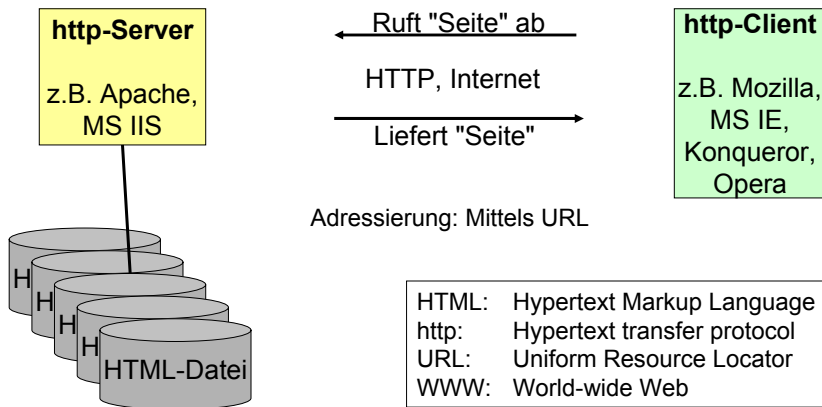 http-Server
z.B. Apache,
MS IIS
Ruft "Seite" ab
HTTP, Internet
Liefert "Seite"
http-Client
z.B. Mozilla,
MS IE,
Konqueror,
Opera
Adressierung: Mittels URL
H
H
H
H
HTML-Datei
HTML: Hypertext Markup Language
http: Hypertext transfer protocol
URL: Uniform Resource Locator
WWW: World-wide Web